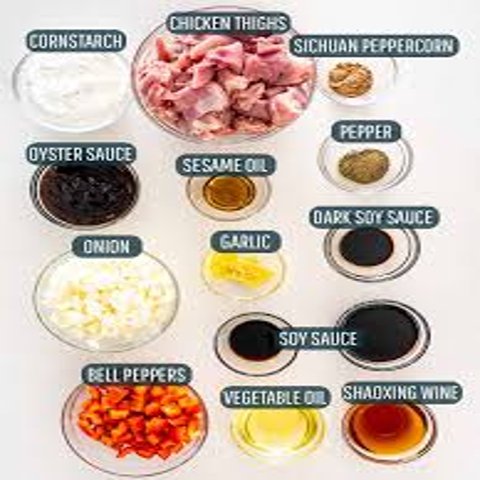 CHICKEN THIGHS
CORNSTARCH
SICHUAN PEPPERCORN
PEPPER
OYSTER SAUCE
SESAME OIL
DARK SOY SAUCE
ONION
GARLIC
SOY SAUCE
BELL PEPPERS
VEGETABLE OIL
SHAOXING WINE